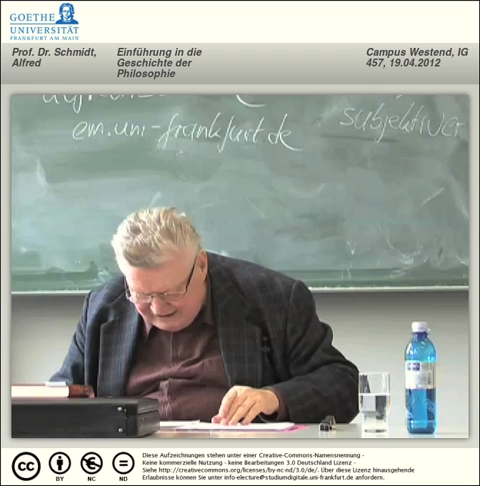 GOETHE
UNIVERSITÄT
FRANKFURT AM MAIN
Prof. Dr. Schmidt,
Alfred
Einführung in die
Geschichte der
Philosophie
Campus Westend, IG
457, 19.04.2012
em.uni-frankfurt.de
subjektiver
cc
BY
NC
ND
Diese Aufzeichnungen stehen unter einer Creative-Commons-Namensnennung -
Keine kommerzielle Nutzung - keine Bearbeitungen 3.0 Deutschland Lizenz -
Siehe http://creativecommons.org/licenses/by-nc-nd/3.0/de/. Über diese Lizenz hinausgehende
Erlaubnisse können Sie unter info-electure@studiumdigitale.uni-frankfurt.de anfordern.